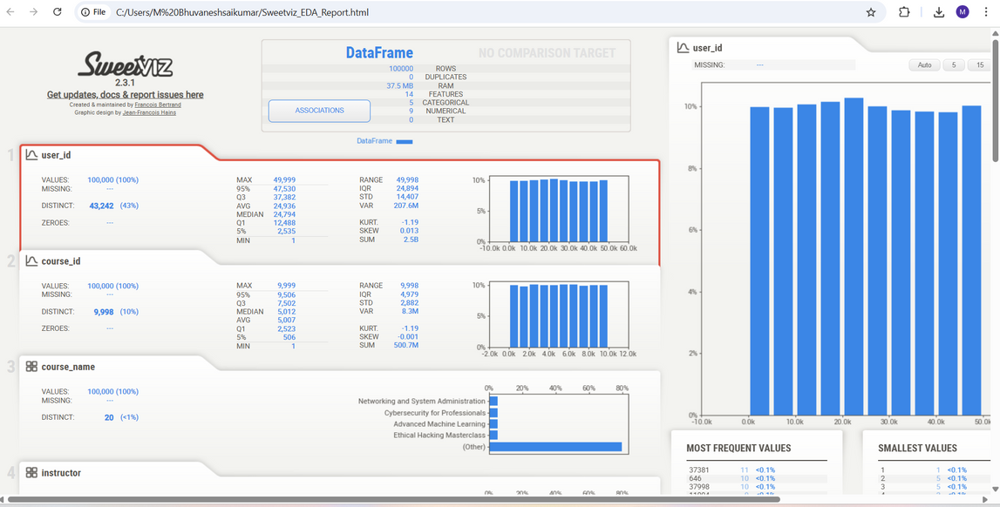 File C:/Users/M%20Bhuvaneshsaikumar/Sweetviz_EDA_Report.html M
SweetVIZ
2.3.1
Get updates, docs & report issues here
Created & maintained by Francois Bertrand
Graphic design by Jean-Francois Hains
DataFrame NO COMPARISON TARGET
100000 ROWS
0 DUPLICATES
37.5 MB RAM
14 FEATURES
5 CATEGORICAL
9 NUMERICAL
0 TEXT
ASSOCIATIONS
DataFrame
1 user_id
VALUES: 100,000 (100%)
MISSING: ---
DISTINCT: 43,242 (43%)
ZEROES: ---
MAX 49,999
95% 47,530
Q3 37,382
AVG 24,936
MEDIAN 24,794
Q1 12,488
5% 2,535
MIN 1
RANGE 49,998
IQR 24,894
STD 14,407
VAR 207.6M
KURT. -1.19
SKEW 0.013
SUM 2.5B
10%
5%
0%
-10.0k 0.0k 10.0k 20.0k 30.0k 40.0k 50.0k 60.0k
2 course_id
VALUES: 100,000 (100%)
MISSING: ---
DISTINCT: 9,998 (10%)
ZEROES: ---
MAX 9,999
95% 9,506
Q3 7,502
MEDIAN 5,012
AVG 5,007
Q1 2,523
5% 506
MIN 1
RANGE 9,998
IQR 4,979
STD 2,882
VAR 8.3M
KURT. -1.19
SKEW -0.001
SUM 500.7M
10%
5%
0%
-2.0k 0.0k 2.0k 4.0k 6.0k 8.0k 10.0k 12.0k
3 course_name
VALUES: 100,000 (100%)
MISSING: ---
DISTINCT: 20 (<1%)
0% 20% 40% 60% 80%
Networking and System Administration
Cybersecurity for Professionals
Advanced Machine Learning
Ethical Hacking Masterclass
(Other)
4 instructor
user_id
MISSING: ---
Auto 5 15
10%
8%
6%
4%
2%
0%
-10.0k 0.0k 10.0k 20.0k 30.0k 40.0k 50.0k
MOST FREQUENT VALUES
37381 11 <0.1%
646 10 <0.1%
37998 10 <0.1%
SMALLEST VALUES
1 1 <0.1%
2 5 <0.1%
3 5 <0.1%